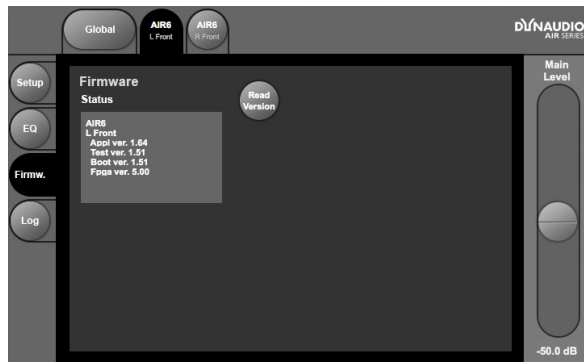 Global
AIR6
L Front
AIR6
R Front
DYNAUDIO
AIR SERIES
Setup
EQ
Firmw.
Log
Firmware
Status
Read
Version
AIR6
L Front
Appl ver. 1.64
Test ver. 1.51
Boot ver. 1.51
Fpga ver. 5.00
Main
Level
-50.0 dB